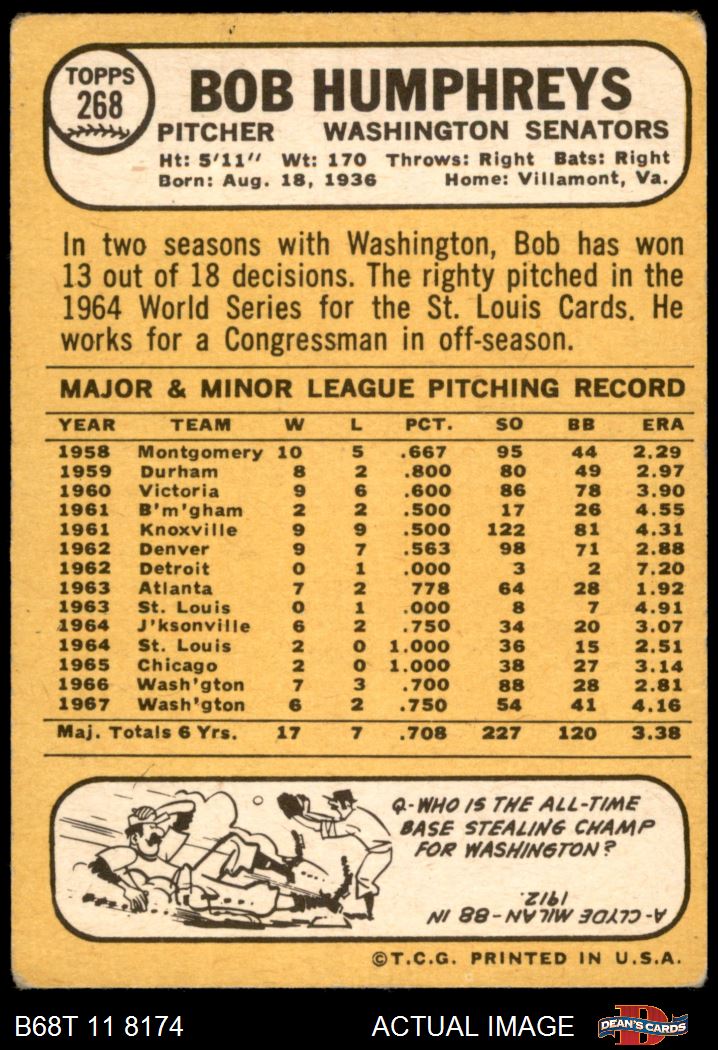 TOPPS
268
BOB HUMPHREYS
PITCHER WASHINGTON SENATORS
Ht: 5'11" Wt: 170 Throws: Right Bats: Right
Born: Aug. 18, 1936 Home: Villamont, Va.
In two seasons with Washington, Bob has won
13 out of 18 decisions. The righty pitched in the
1964 World Series for the St. Louis Cards. He
works for a Congressman in off-season.
MAJOR & MINOR LEAGUE PITCHING RECORD
YEAR TEAM W L PCT. SO BB ERA
1958 Montgomery 10 5 .667 95 44 2.29
1959 Durham 8 2 .800 80 49 2.97
1960 Victoria 9 6 .600 86 78 3.90
1961 B'm'gham 2 2 .500 17 26 4.55
1961 Knoxville 9 9 .500 122 81 4.31
1962 Denver 9 7 .563 98 71 2.88
1962 Detroit 0 1 .000 3 2 7.20
1963 Atlanta 7 2 778 64 28 1.92
1963 St. Louis 0 1 .000 8 7 4.91
1964 J'ksonville 6 2 .750 34 20 3.07
1964 St. Louis 2 0 1.000 36 15 2.51
1965 Chicago 2 0 1.000 38 27 3.14
1966 Wash'gton 7 3 .700 88 28 2.81
1967 Wash'gton 6 2 .750 54 41 4.16
Maj. Totals 6 Yrs. 17 7 .708 227 120 3.38
Q-WHO IS THE ALL-TIME
BASE STEALING CHAMP
FOR WASHINGTON?
A-CLYDE MILAN-88 IN
1912.
©T.C.G. PRINTED IN U.S.A.
B68T 11 8174 ACTUAL IMAGE
D
DEAN'S CARDS